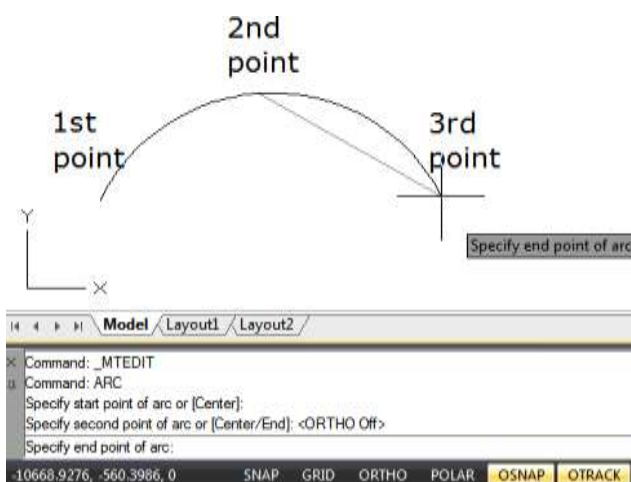 2nd
point
1st
point
3rd
point
Y
X
Specify end point of arc
Model Layout1 Layout2
Command: _MTEDIT
Command: ARC
Specify start point of arc or [Center]:
Specify second point of arc or [Center/End]: <ORTHO Off>
Specify end point of arc:
-10668.9276, -560.3986, 0 SNAP GRID ORTHO POLAR OSNAP OTRACK